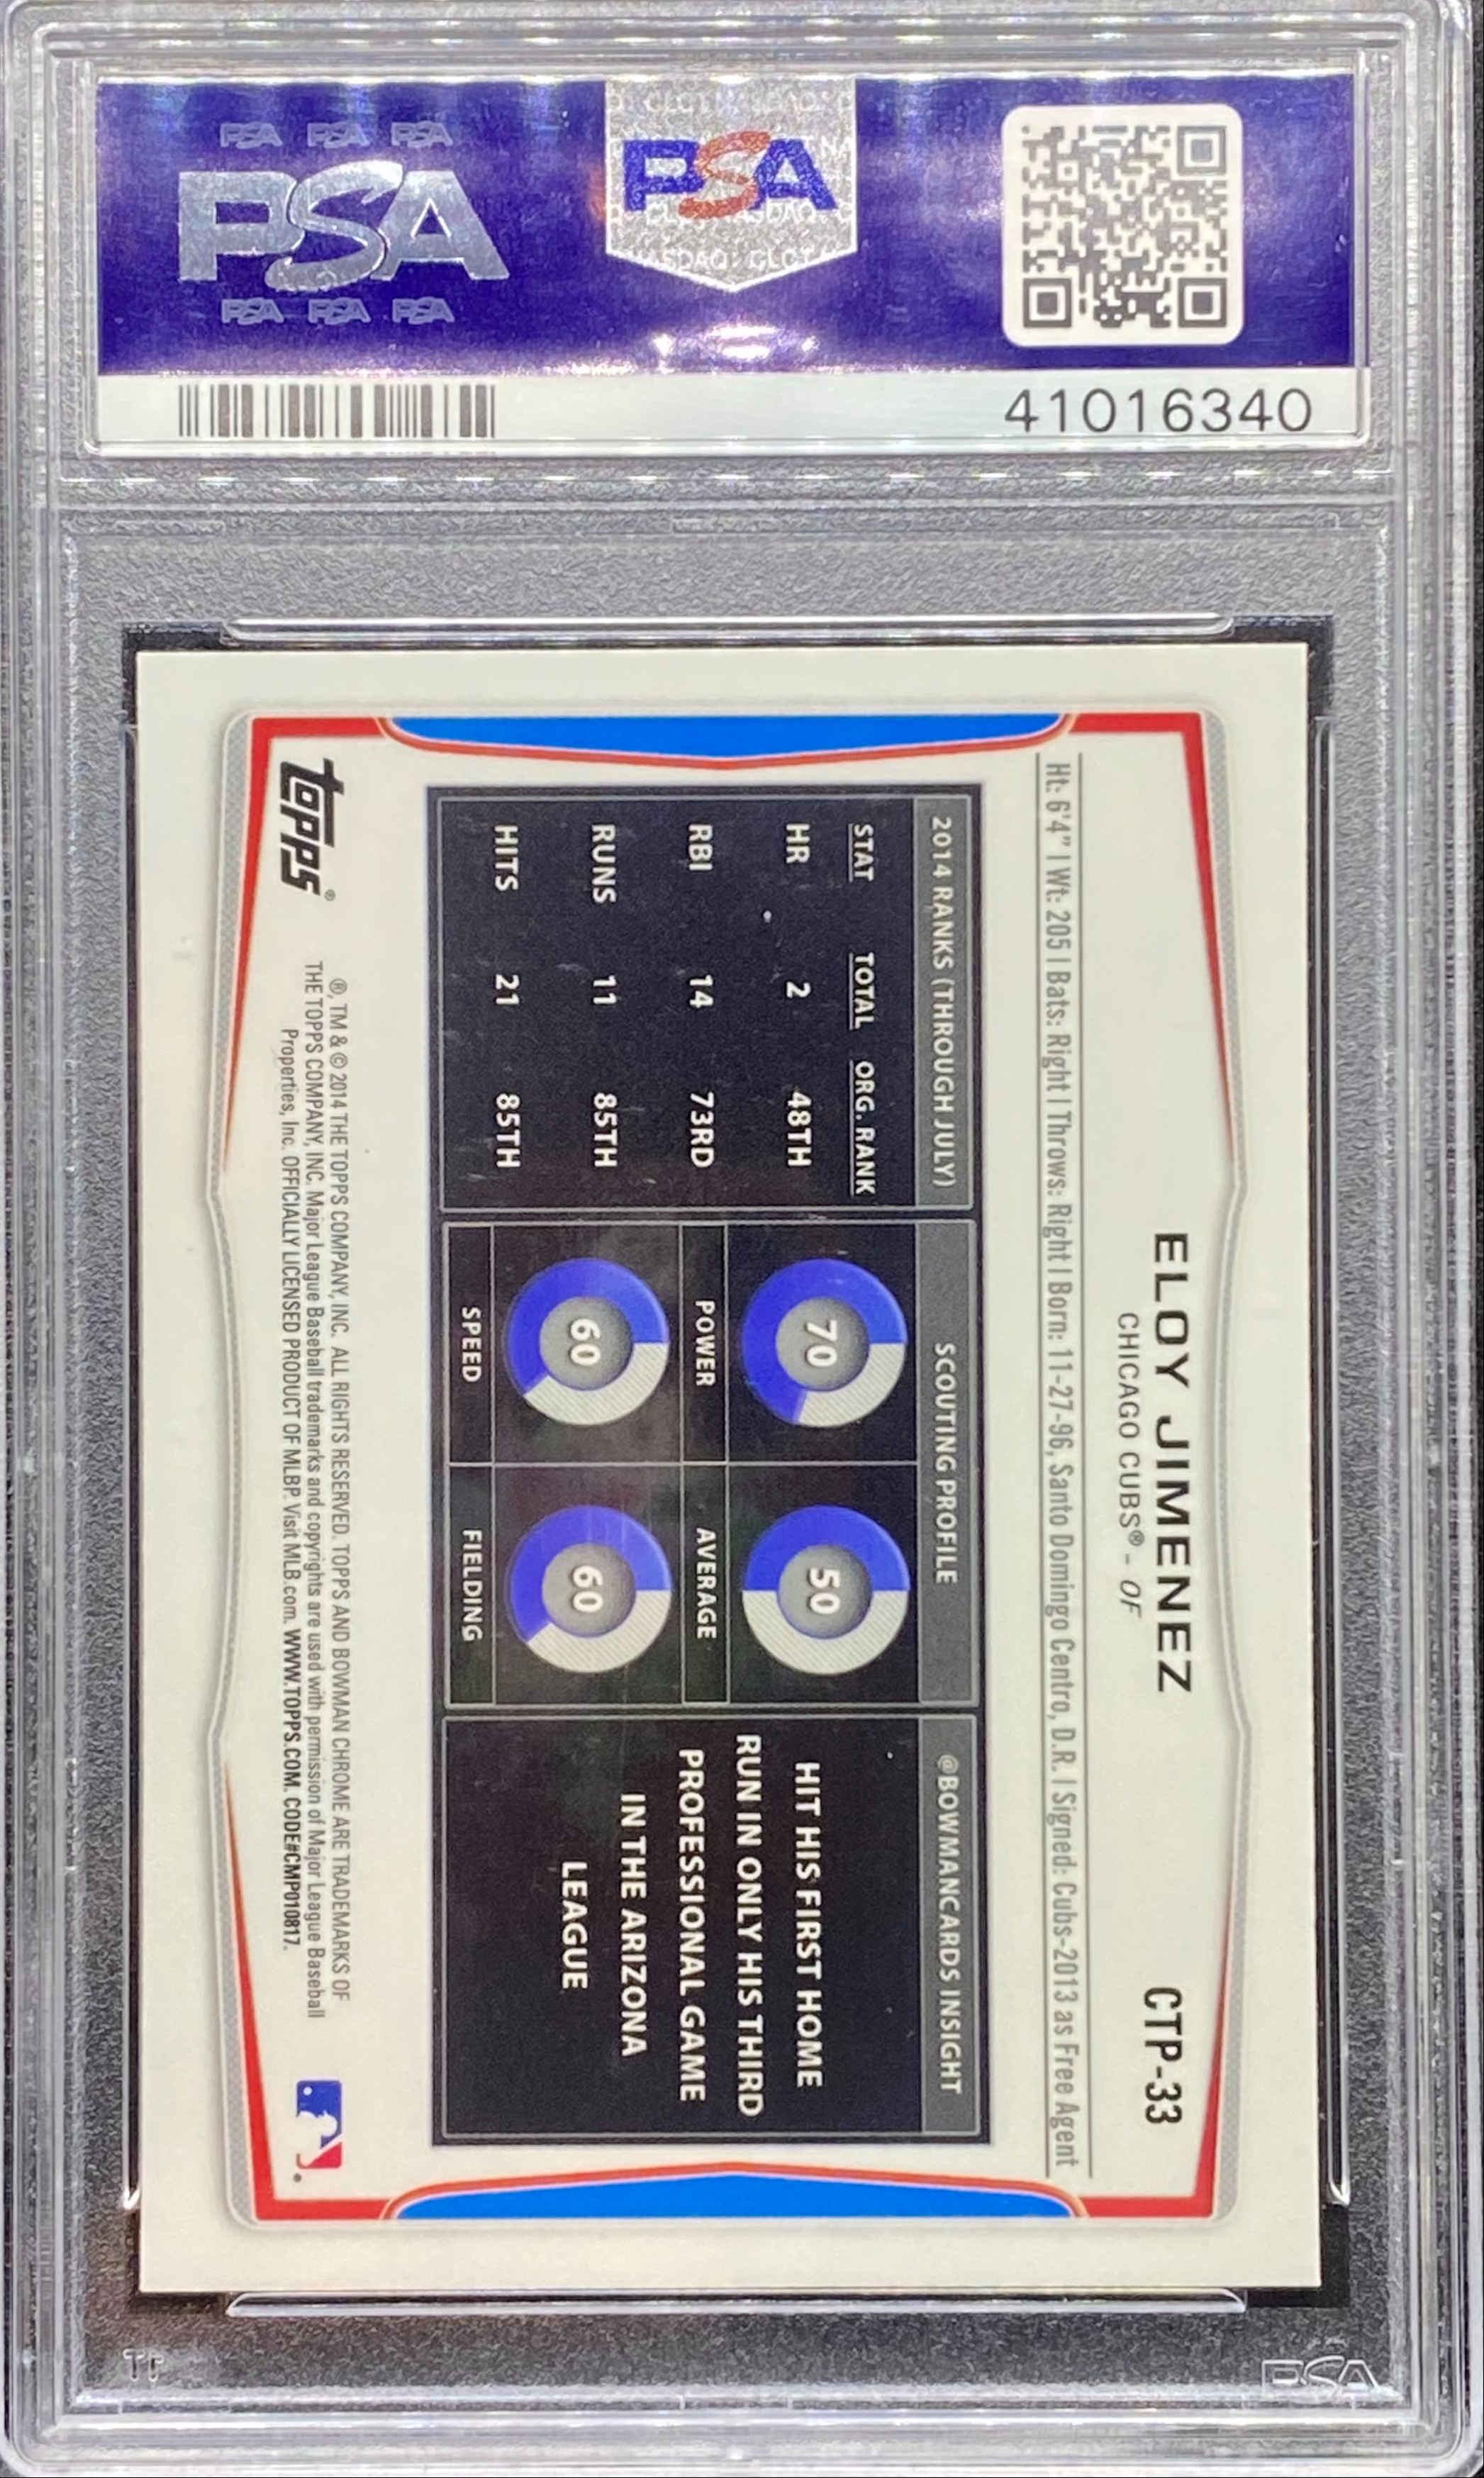 PSA PSA PSA
PSA
PSA PSA PSA
PSA
41016340
ELOY JIMENEZ
CTP-33
CHICAGO CUBS® - OF
Ht: 6'4" | Wt: 205 | Bats: Right | Throws: Right | Born: 11-27-96, Santo Domingo Centro, D.R. | Signed: Cubs-2013 as Free Agent
2014 RANKS (THROUGH JULY)
STAT TOTAL ORG. RANK
HR 2 48TH
RBI 14 73RD
RUNS 11 85TH
HITS 21 85TH
SCOUTING PROFILE
70 50
POWER AVERAGE
60 60
SPEED FIELDING
@BOWMANCARDS INSIGHT
HIT HIS FIRST HOME
RUN IN ONLY HIS THIRD
PROFESSIONAL GAME
IN THE ARIZONA
LEAGUE
topps®
®, TM & © 2014 THE TOPPS COMPANY, INC. ALL RIGHTS RESERVED. TOPPS AND BOWMAN CHROME ARE TRADEMARKS OF
THE TOPPS COMPANY, INC. Major League Baseball trademarks and copyrights are used with permission of Major League Baseball
Properties, Inc. OFFICIALLY LICENSED PRODUCT OF MLBP. Visit MLB.com. WWW.TOPPS.COM. CODE#CMP010817.
PSA